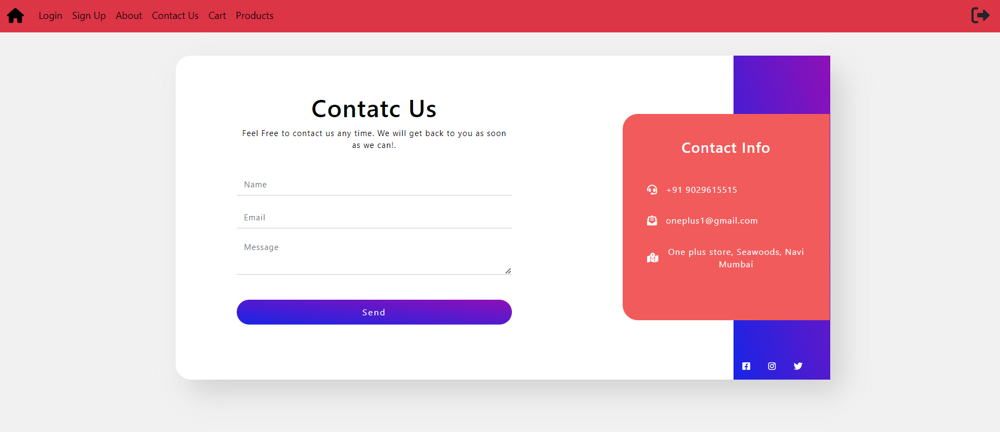 Login Sign Up About Contact Us Cart Products
Contatc Us
Feel Free to contact us any time. We will get back to you as soon
as we can!.
Name
Email
Message
Send
Contact Info
+91 9029615515
oneplus1@gmail.com
One plus store, Seawoods, Navi
Mumbai